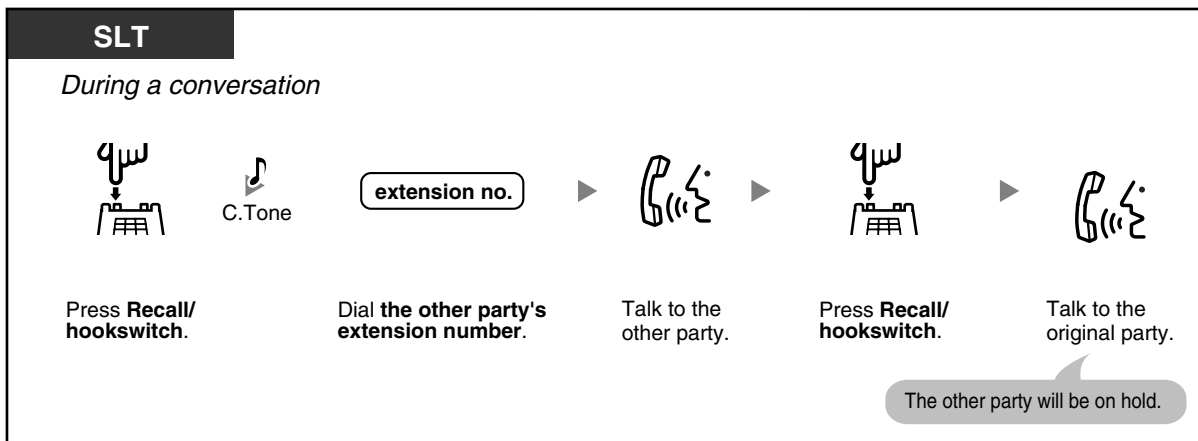 SLT
During a conversation
C.Tone
extension no.
Press Recall/
hookswitch.
Dial the other party's
extension number.
Talk to the
other party.
Press Recall/
hookswitch.
Talk to the
original party.
The other party will be on hold.